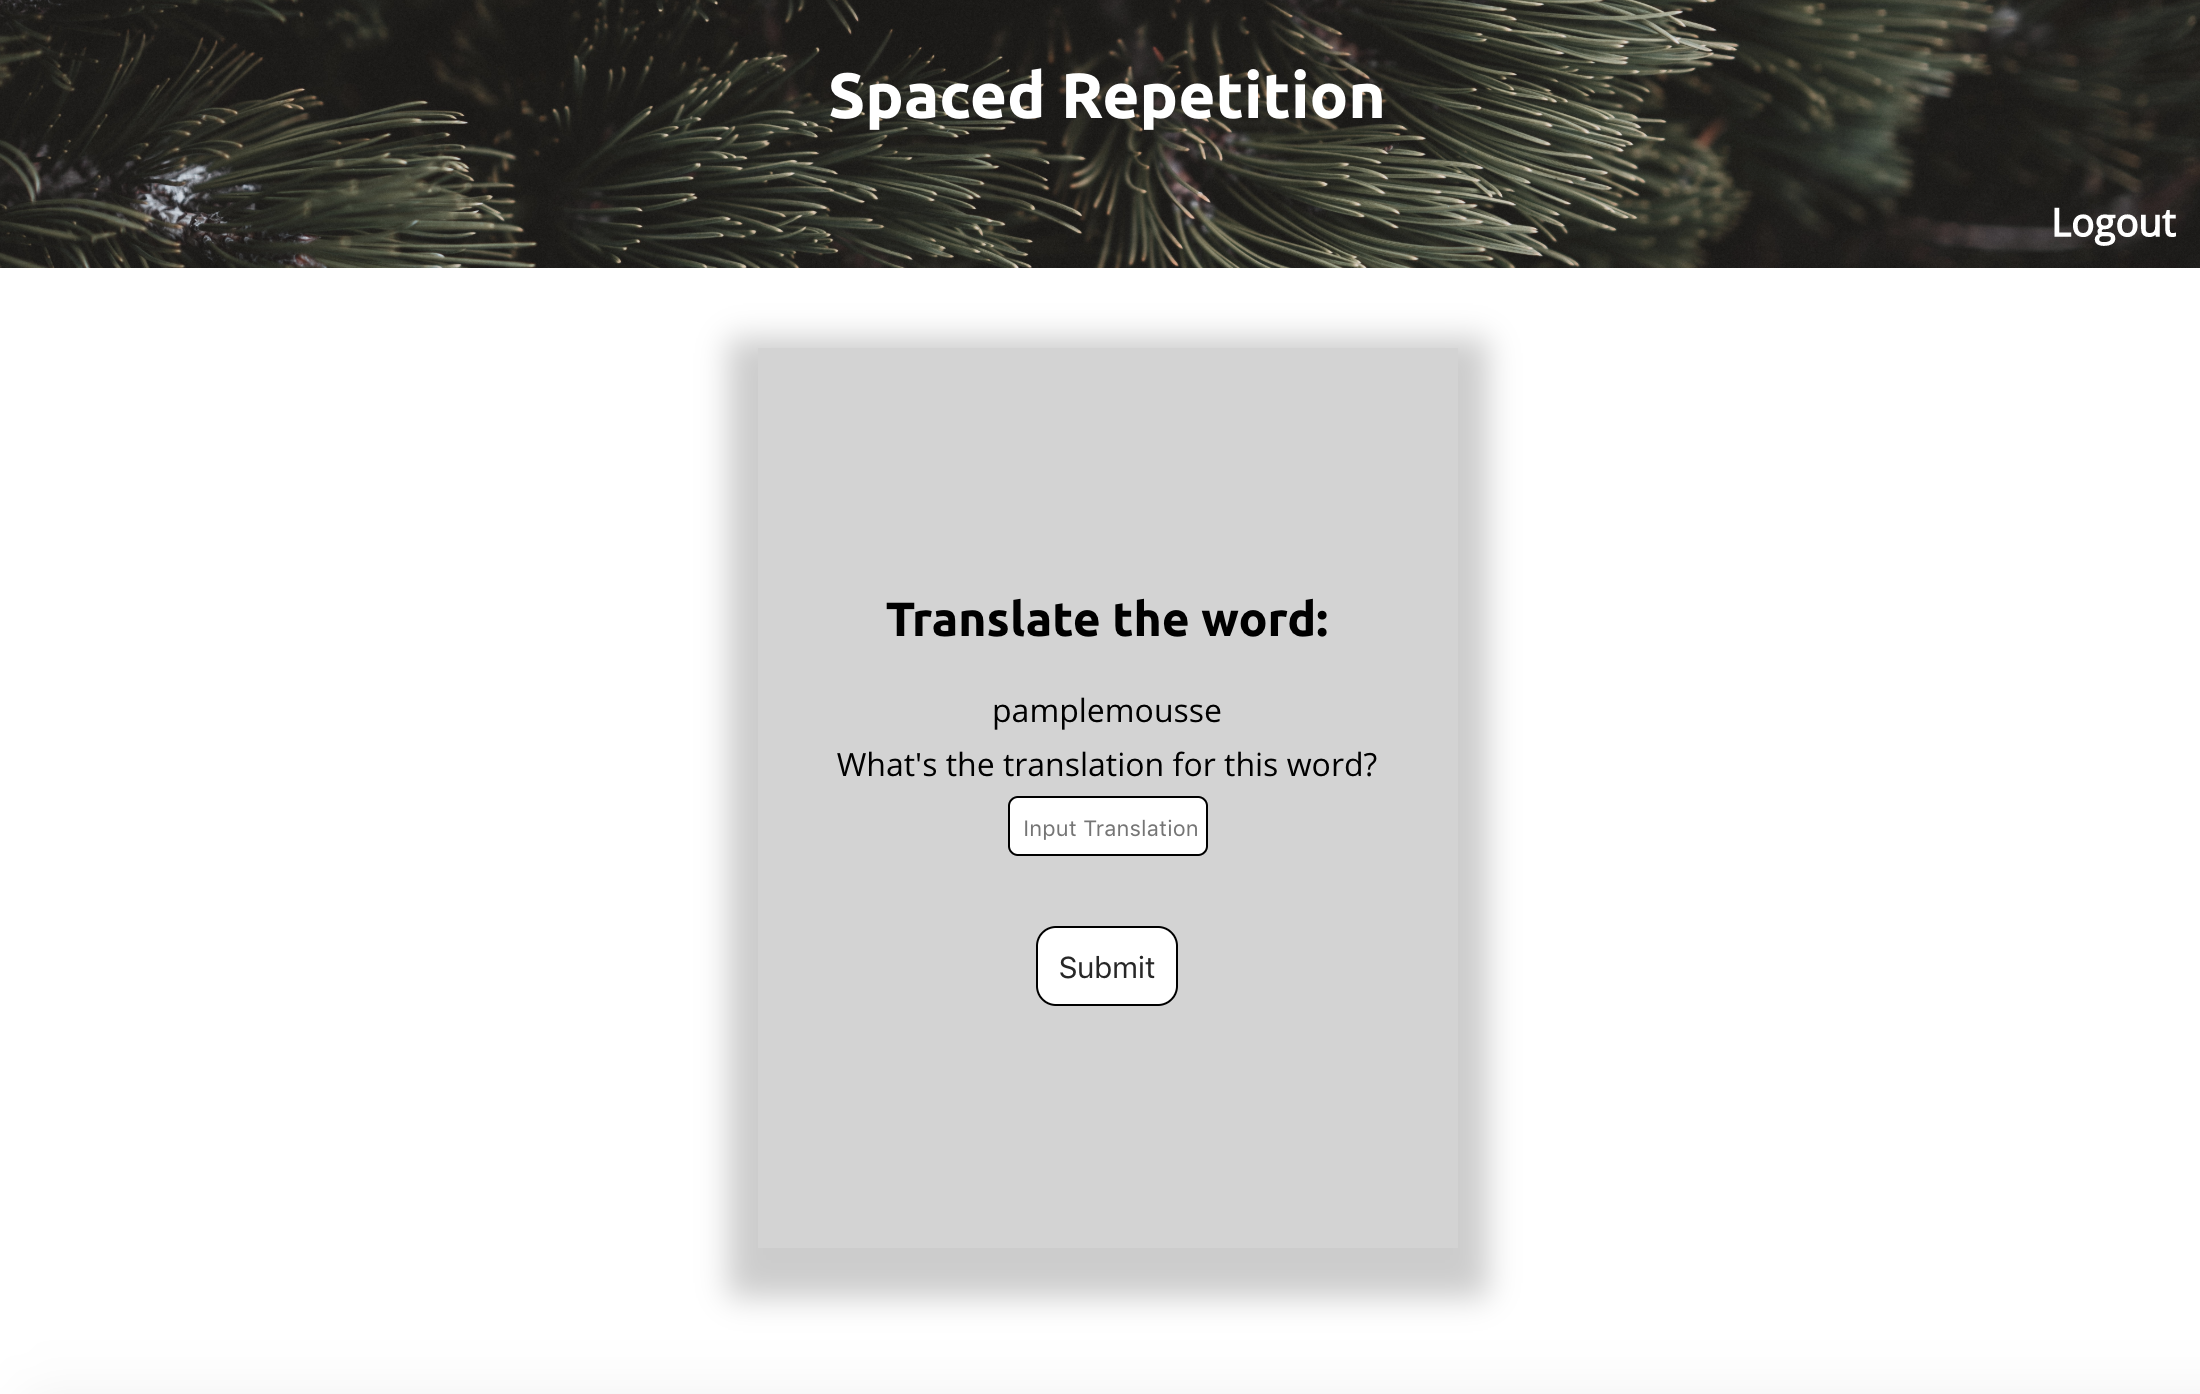 Spaced Repetition
Logout
Translate the word:
pamplemousse
What's the translation for this word?
Input Translation
Submit